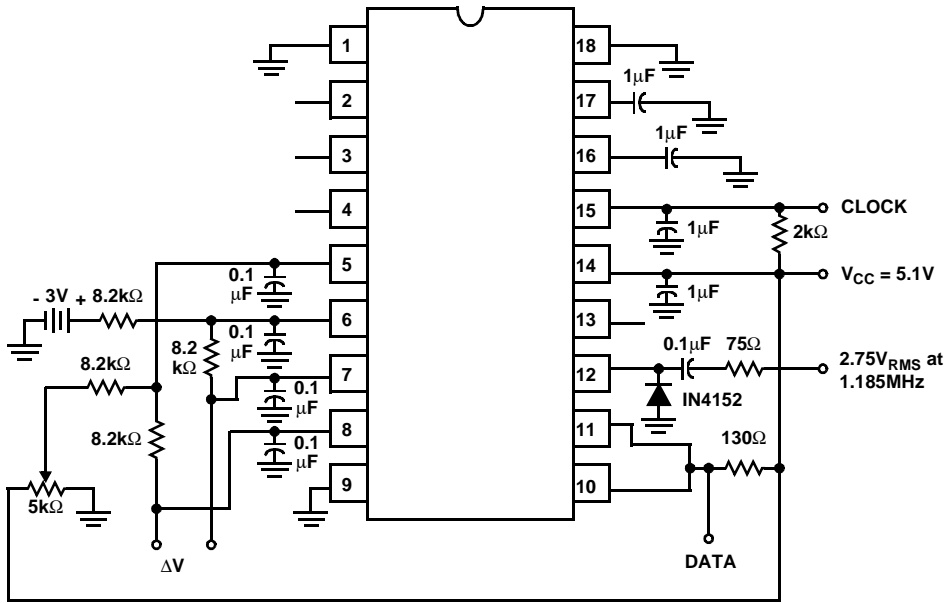 1
18
1μF
2
17
1μF
3
16
4
15
CLOCK
1μF
2kΩ
5
14
VCC = 5.1V
0.1
μF
1μF
- 3V +
8.2kΩ
6
13
0.1
μF
8.2
kΩ
0.1μF
75Ω
8.2kΩ
7
12
2.75VRMS at
1.185MHz
0.1
μF
IN4152
8.2kΩ
8
11
0.1
μF
130Ω
9
10
5kΩ
ΔV
DATA